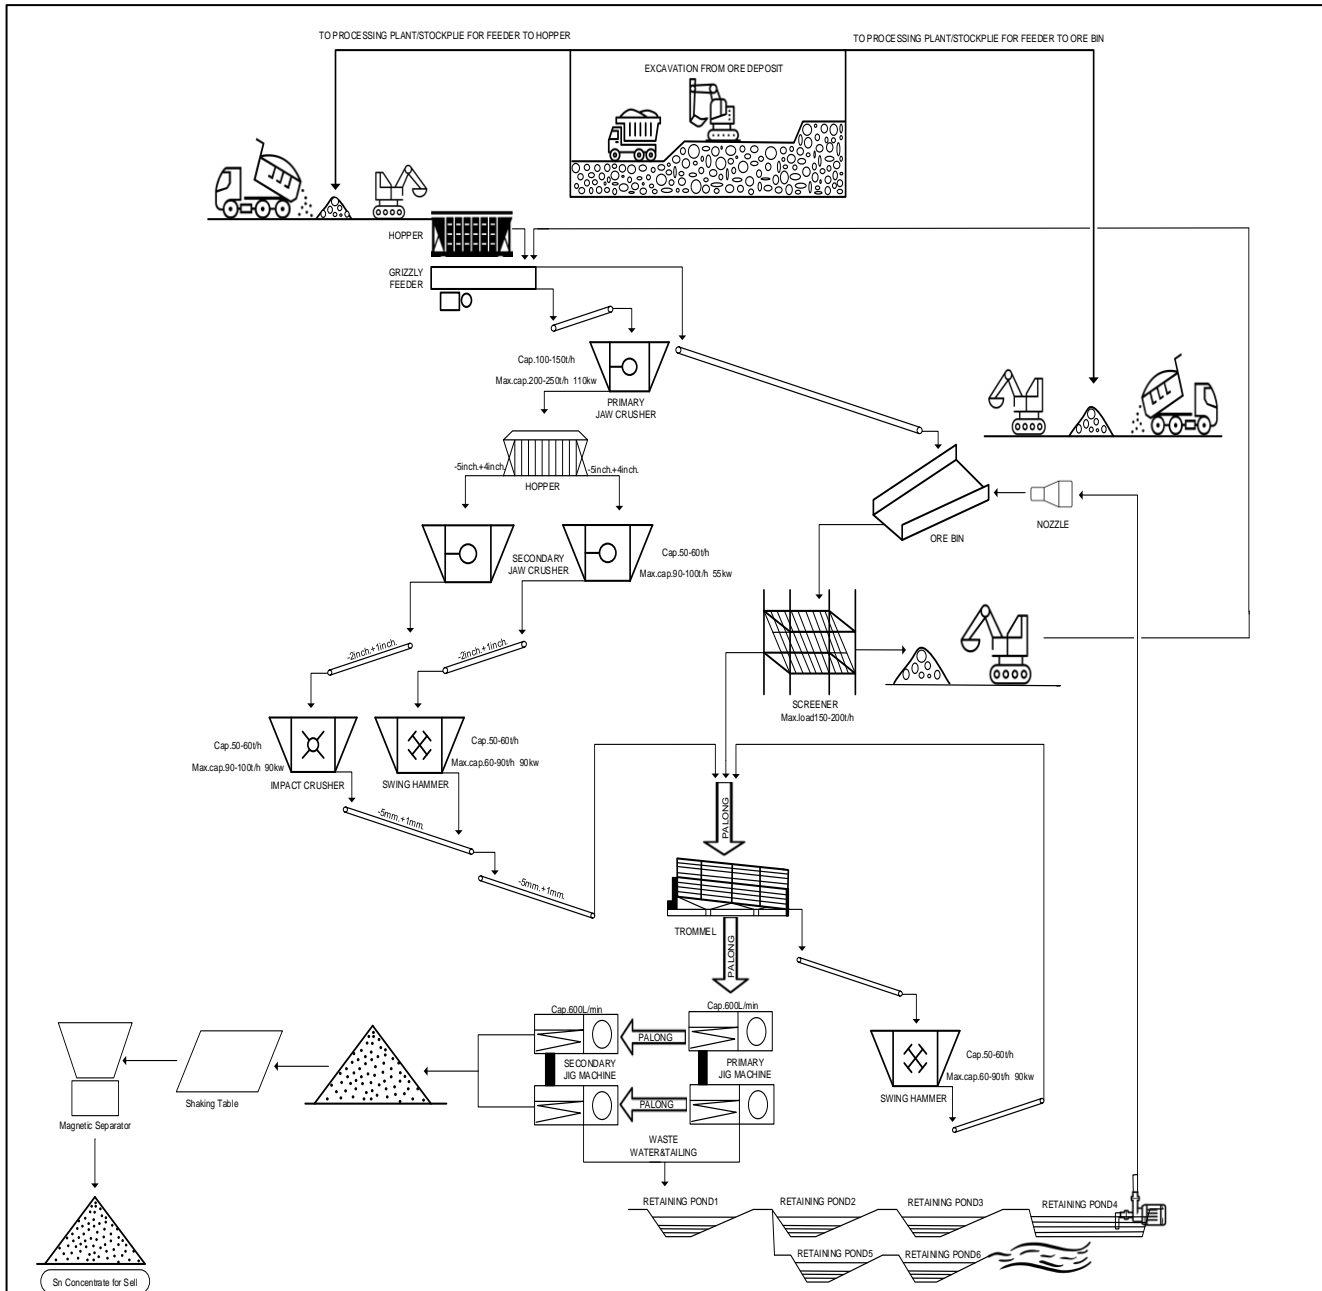 TO PROCESSING PLANT/STOCKPLIE FOR FEEDER TO HOPPER
TO PROCESSING PLANT/STOCKPLIE FOR FEEDER TO ORE BIN
EXCAVATION FROM ORE DEPOSIT
HOPPER
GRIZZLY
FEEDER
Cap.100-150t/h
Max.cap.200-250t/h 110kw
PRIMARY
JAW CRUSHER
-5inch.+4inch.
-5inch.+4inch.
HOPPER
NOZZLE
ORE BIN
SECONDARY
JAW CRUSHER
Cap.50-60t/h
Max.cap.90-100t/h 55kw
-2inch.+1inch.
-2inch.+1inch.
SCREENER
Max.load150-200t/h
Cap.50-60t/h
Max.cap.90-100t/h 90kw
IMPACT CRUSHER
Cap.50-60t/h
Max.cap.60-90t/h 90kw
SWING HAMMER
-5mm.+1mm.
-5mm.+1mm.
PALONG
TROMMEL
PALONG
Cap.600L/min
Cap.600L/min
PALONG
SECONDARY
JIG MACHINE
PRIMARY
JIG MACHINE
PALONG
Cap.50-60t/h
Max.cap.60-90t/h 90kw
SWING HAMMER
Shaking Table
Magnetic Separator
WASTE
WATER&TAILING
RETAINING POND1
RETAINING POND2
RETAINING POND3
RETAINING POND4
RETAINING POND5
RETAINING POND6
Sn Concentrate for Sell